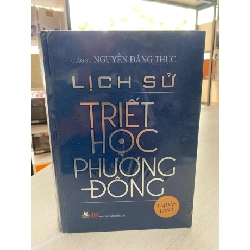 NGUYỄN ĐĂNG THỤC
LỊCH SỬ
TRIẾT
HỌC
PHƯƠNG
ĐÔNG